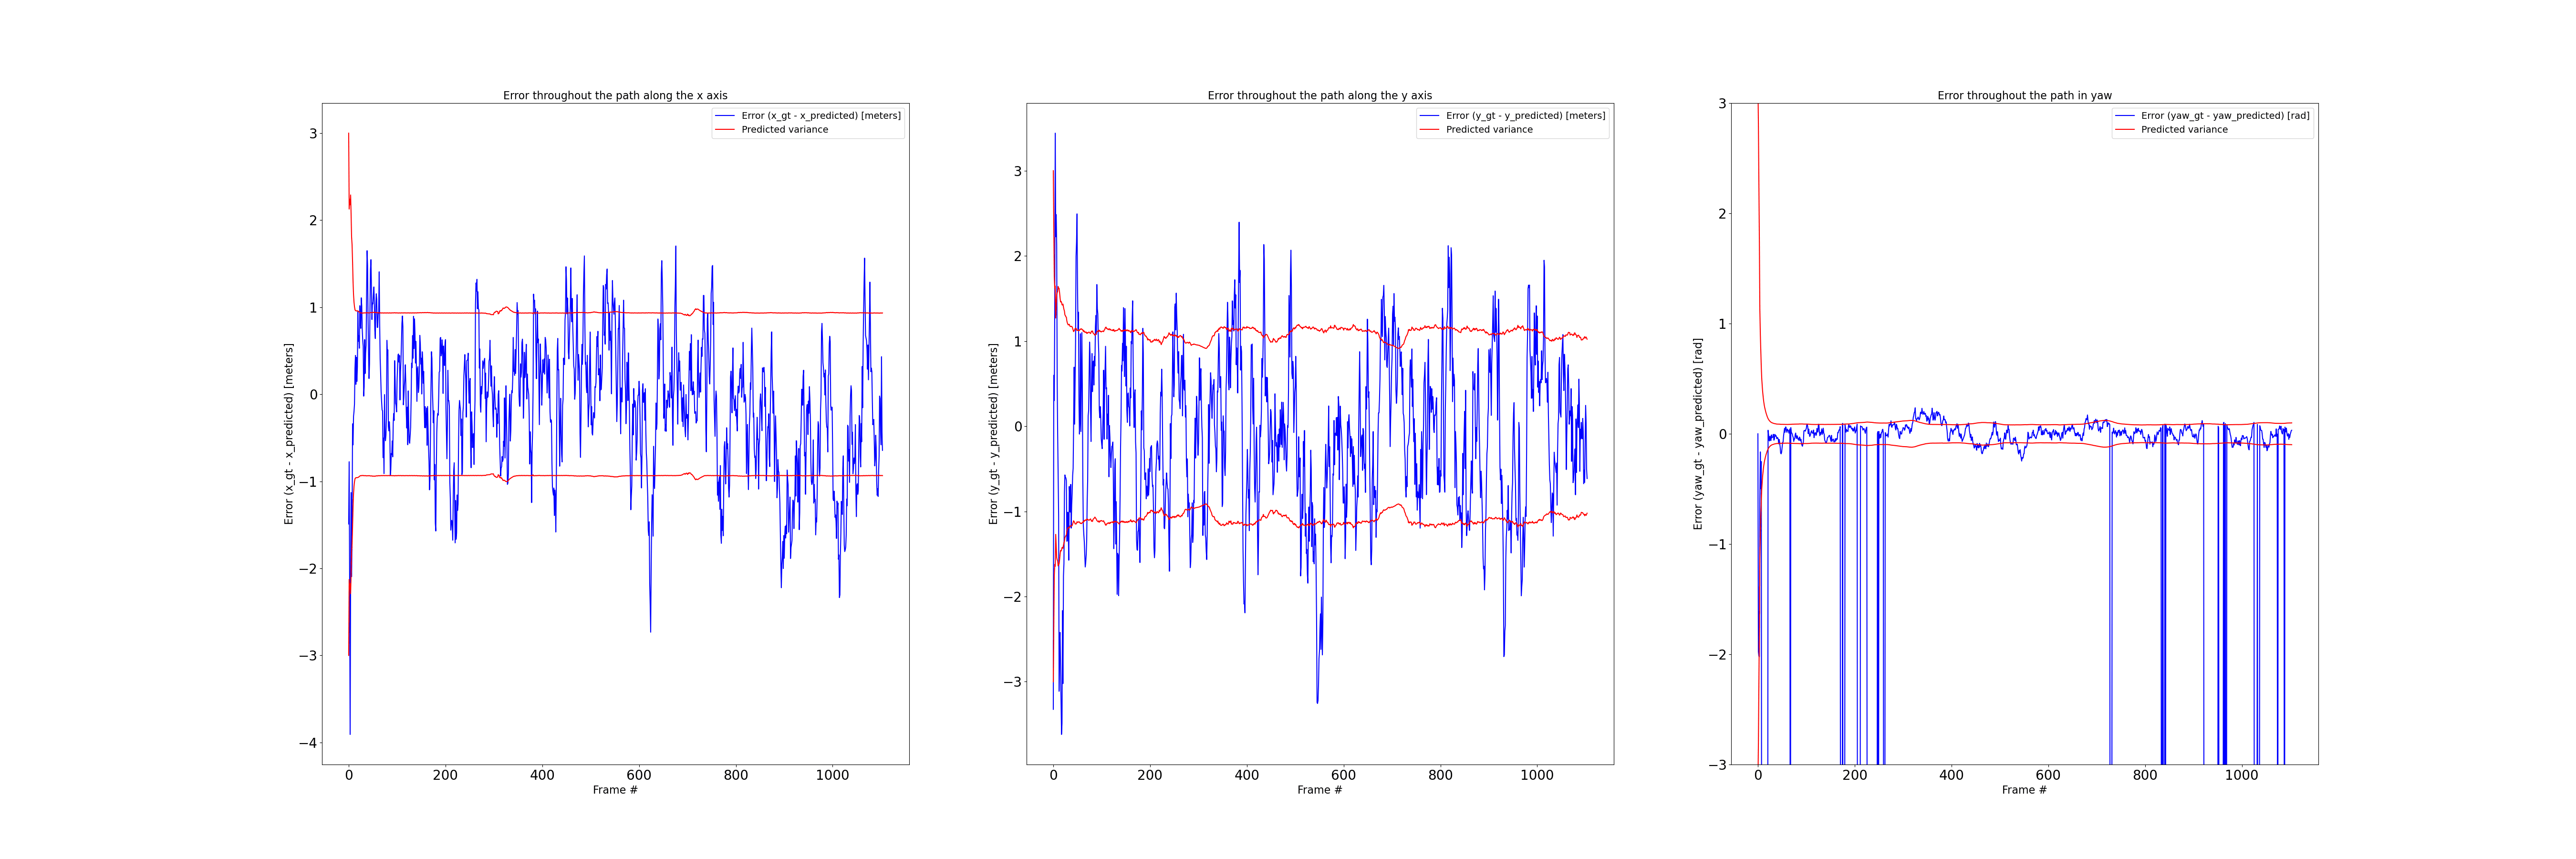 Error throughout the path along the x axis
Error (x_gt - x_predicted) [meters]
Predicted variance
3
2
1
0
−1
−2
−3
−4
Error (x_gt - x_predicted) [meters]
0 200 400 600 800 1000
Frame #
Error throughout the path along the y axis
Error (y_gt - y_predicted) [meters]
Predicted variance
3
2
1
0
−1
−2
−3
Error (y_gt - y_predicted) [meters]
0 200 400 600 800 1000
Frame #
Error throughout the path in yaw
Error (yaw_gt - yaw_predicted) [rad]
Predicted variance
3
2
1
0
−1
−2
−3
Error (yaw_gt - yaw_predicted) [rad]
0 200 400 600 800 1000
Frame #